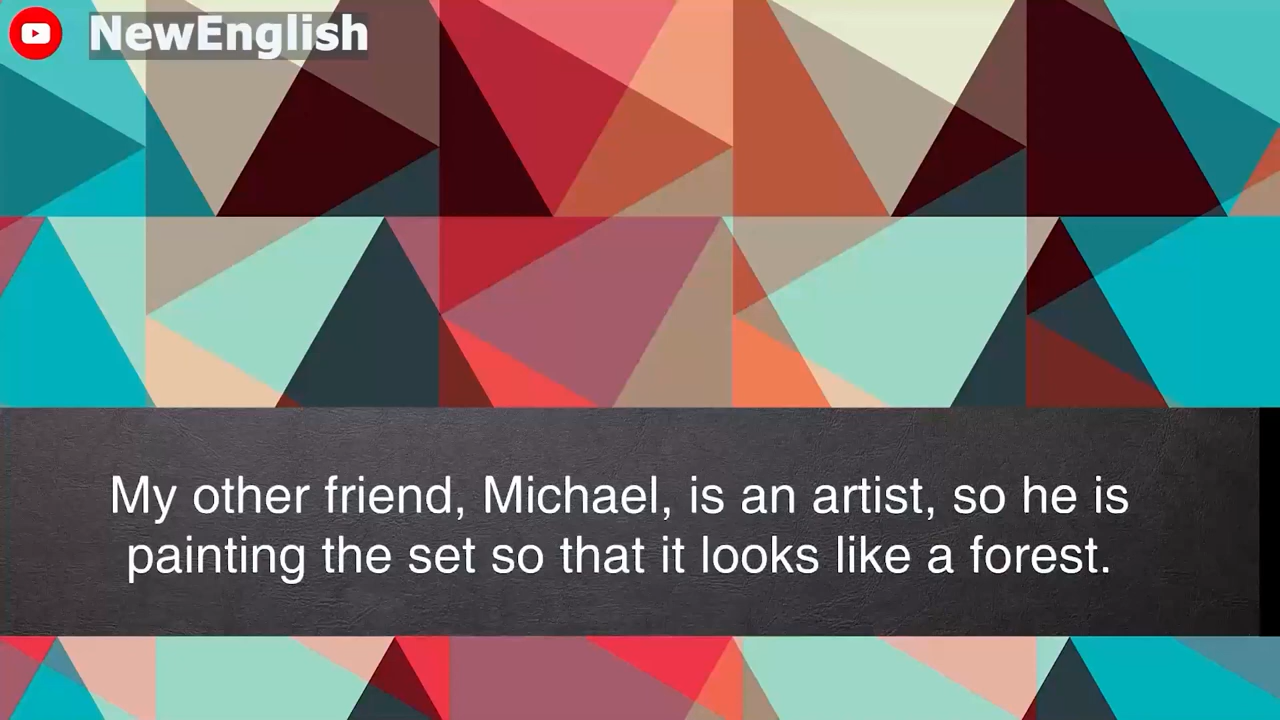 NewEnglish
My other friend, Michael, is an artist, so he is
painting the set so that it looks like a forest.